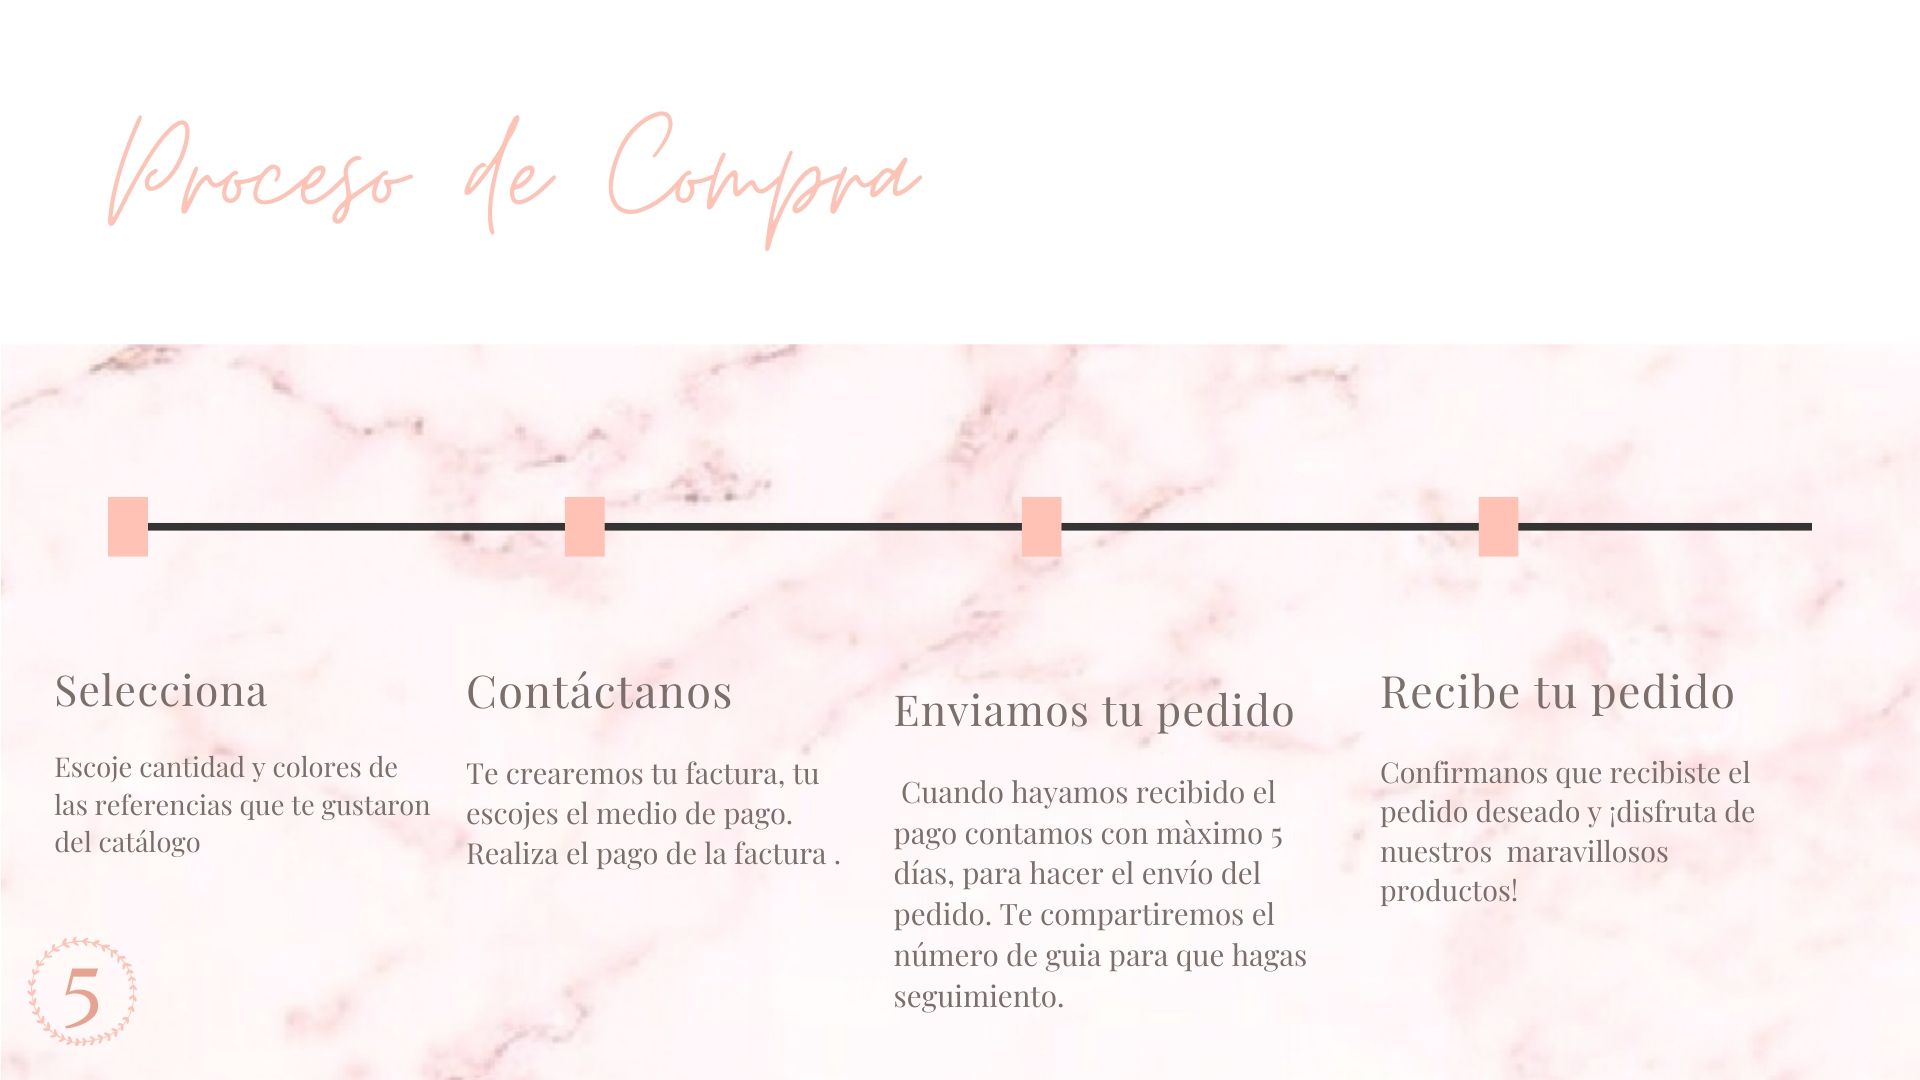 Proceso de Compra
Selecciona
Escoje cantidad y colores de
las referencias que te gustaron
del catálogo
Contáctanos
Te crearemos tu factura, tu
escojes el medio de pago.
Realiza el pago de la factura .
Enviamos tu pedido
Cuando hayamos recibido el
pago contamos con màximo 5
días, para hacer el envío del
pedido. Te compartiremos el
número de guia para que hagas
seguimiento.
Recibe tu pedido
Confirmanos que recibiste el
pedido deseado y ¡disfruta de
nuestros  maravillosos
productos!
5